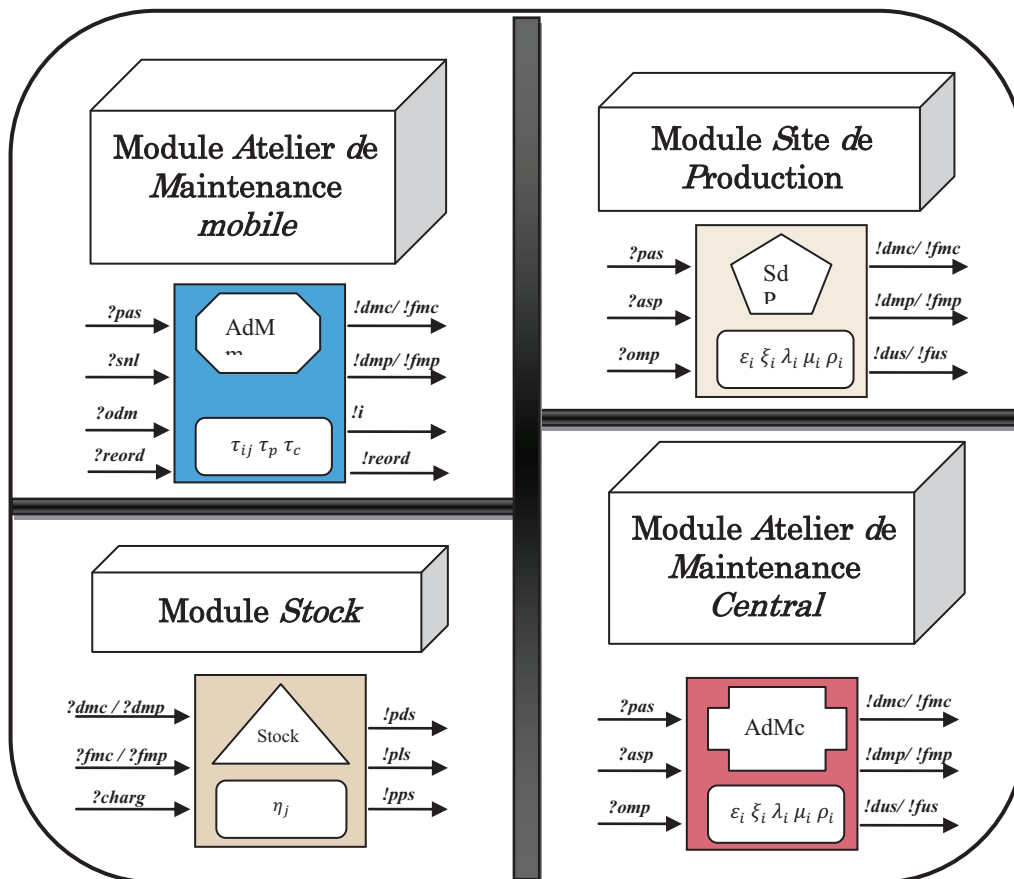 Module Atelier de
Maintenance
mobile
?pas
?snl
?odm
?reord
AdM
m
τij τp τc
!dmc/ !fmc
!dmp/ !fmp
!i
!reord
Module Site de
Production
?pas
?asp
?omp
Sd
P
εi ξi λi μi ρi
!dmc/ !fmc
!dmp/ !fmp
!dus/ !fus
Module Stock
?dmc / ?dmp
?fmc / ?fmp
?charg
Stock
ηj
!pds
!pls
!pps
Module Atelier de
Maintenance
Central
?pas
?asp
?omp
AdMc
εi ξi λi μi ρi
!dmc/ !fmc
!dmp/ !fmp
!dus/ !fus